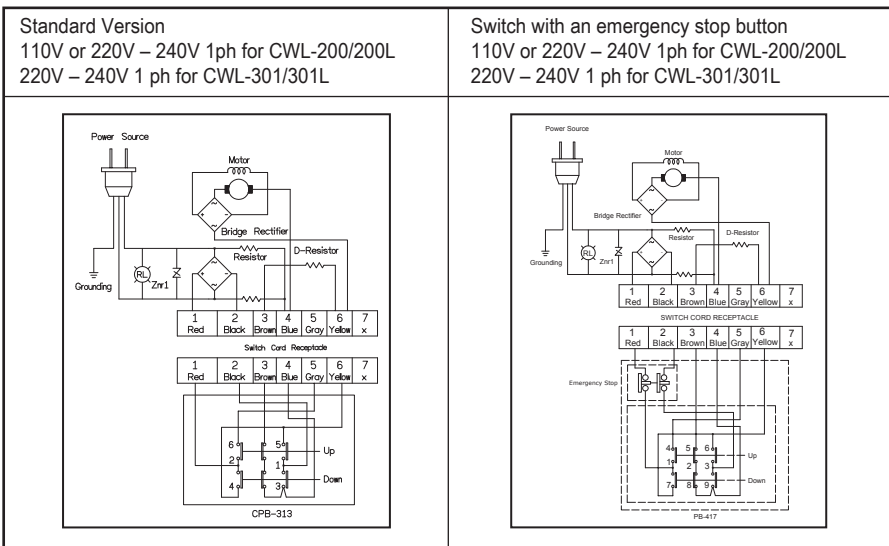 Standard Version
110V or 220V – 240V 1ph for CWL-200/200L
220V – 240V 1 ph for CWL-301/301L
Switch with an emergency stop button
110V or 220V – 240V 1ph for CWL-200/200L
220V – 240V 1 ph for CWL-301/301L
Power Source
Motor
Bridge Rectifier
Resistor
D-Resistor
RL
Znr1
Grounding
1 2 3 4 5 6 7
Red Black Brown Blue Gray Yellow x
Switch Cord Receptacle
1 2 3 4 5 6 7
Red Black Brown Blue Gray Yellow x
6 5
Up
2 1
4 3
Down
CPB-313
Power Source
Motor
Bridge Rectifier
Resistor
D-Resistor
RL
Znr1
Grounding
1 2 3 4 5 6 7
Red Black Brown Blue Gray Yellow x
SWITCH CORD RECEPTACLE
1 2 3 4 5 6 7
Red Black Brown Blue Gray Yellow x
Emergency Stop
4 5 6
Up
1 2 3
7 8 9
Down
PB-417